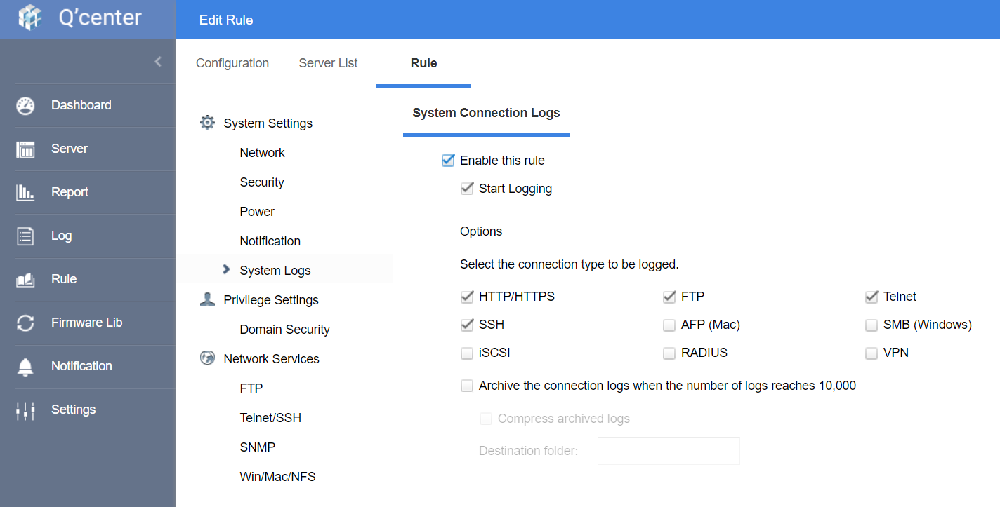 Q'center
Edit Rule
Configuration
Server List
Rule
Dashboard
Server
Report
Log
Rule
Firmware Lib
Notification
Settings
System Settings
Network
Security
Power
Notification
System Logs
Privilege Settings
Domain Security
Network Services
FTP
Telnet/SSH
SNMP
Win/Mac/NFS
System Connection Logs
Enable this rule
Start Logging
Options
Select the connection type to be logged.
HTTP/HTTPS
FTP
Telnet
SSH
AFP (Mac)
SMB (Windows)
iSCSI
RADIUS
VPN
Archive the connection logs when the number of logs reaches 10,000
Compress archived logs
Destination folder: